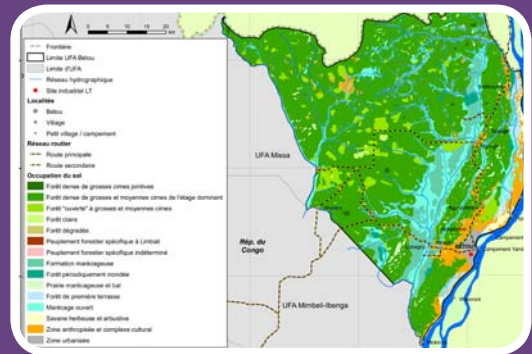 0 5 10 15 20
km
Frontière
Limite UFA Bétou
Limite d'UFA
Réseau hydrographique
Site industriel LT
Localités
Bétou
Village
Petit village / campement
Réseau routier
Route principale
Route secondaire
Occupation du sol
Forêt dense de grosses cimes jointives
Forêt dense de grosses et moyennes cimes de l'étage dominant
Forêt "ouverte" à grosses et moyennes cimes
Forêt claire
Forêt dégradée
Peuplement forestier spécifique à Limbali
Peuplement forestier spécifique indéterminé
Formation marécageuse
Forêt périodiquement inondée
Prairie marécageuse et baï
Forêt de première terrasse
Marécage ouvert
Savane herbeuse et arbustive
Zone anthropisée et complexe cultural
Zone urbanisée
UFA Missa
Rép. du
Congo
UFA Mimbeli-Ibenga
BETOU